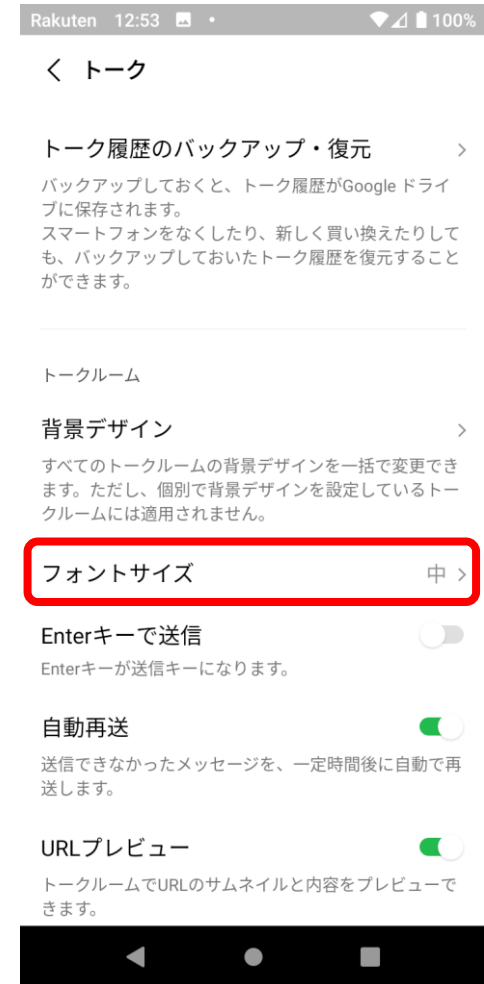 Rakuten 12:53 100%
トーク
トーク履歴のバックアップ・復元
バックアップしておくと、トーク履歴がGoogle ドライ
ブに保存されます。
スマートフォンをなくしたり、新しく買い換えたりして
も、バックアップしておいたトーク履歴を復元すること
ができます。
トークルーム
背景デザイン
すべてのトークルームの背景デザインを一括で変更でき
ます。ただし、個別で背景デザインを設定しているトー
クルームには適用されません。
フォントサイズ 中
Enterキーで送信
Enterキーが送信キーになります。
自動再送
送信できなかったメッセージを、一定時間後に自動で再
送します。
URLプレビュー
トークルームでURLのサムネイルと内容をプレビューで
きます。